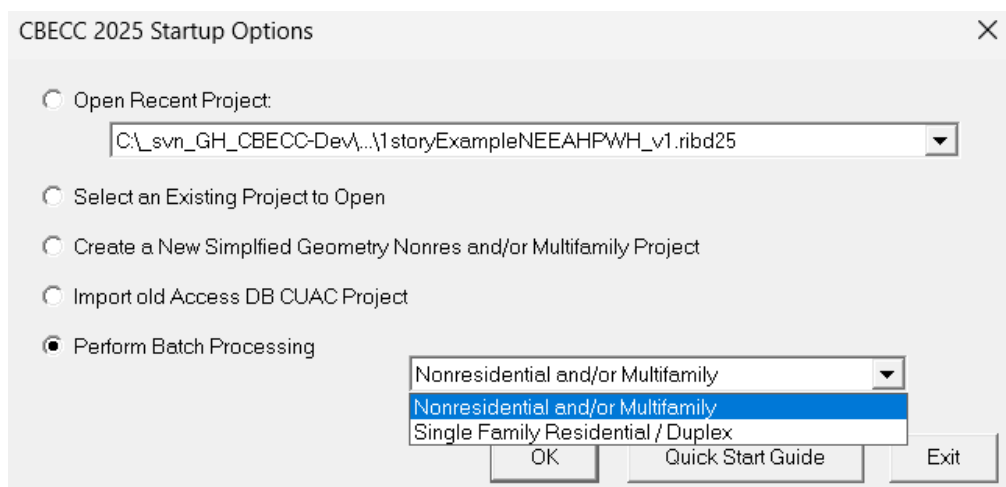 CBECC 2025 Startup Options
Open Recent Project:
C:\_svn_GH_CBECC-Dev\...\1storyExampleNEEAHPWH_v1.ribd25
Select an Existing Project to Open
Create a New Simplfied Geometry Nonres and/or Multifamily Project
Import old Access DB CUAC Project
Perform Batch Processing
Nonresidential and/or Multifamily
Nonresidential and/or Multifamily
Single Family Residential / Duplex
OK Quick Start Guide Exit